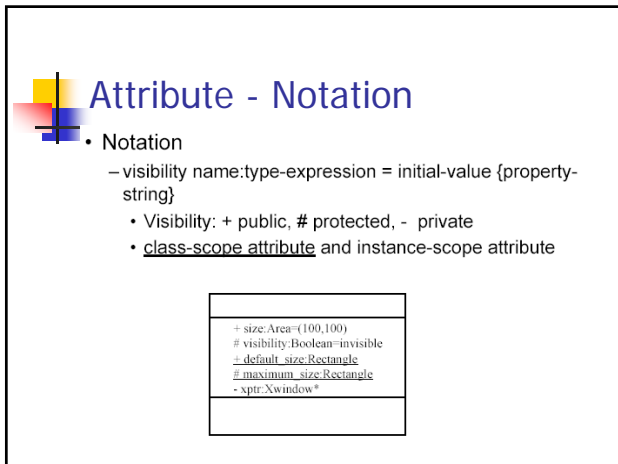 Attribute - Notation
• Notation
– visibility name:type-expression = initial-value {property-
string}
• Visibility: + public, # protected, - private
• class-scope attribute and instance-scope attribute
+ size:Area=(100,100)
# visibility:Boolean=invisible
+ default_size:Rectangle
# maximum_size:Rectangle
- xptr:Xwindow*